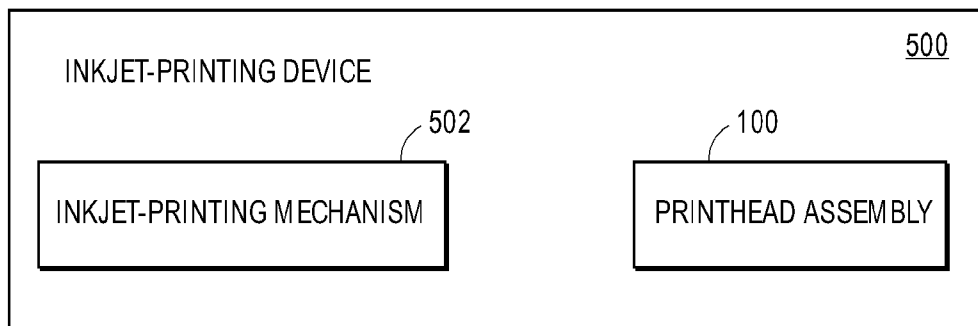 500
INKJET-PRINTING DEVICE
502
100
INKJET-PRINTING MECHANISM
PRINTHEAD ASSEMBLY